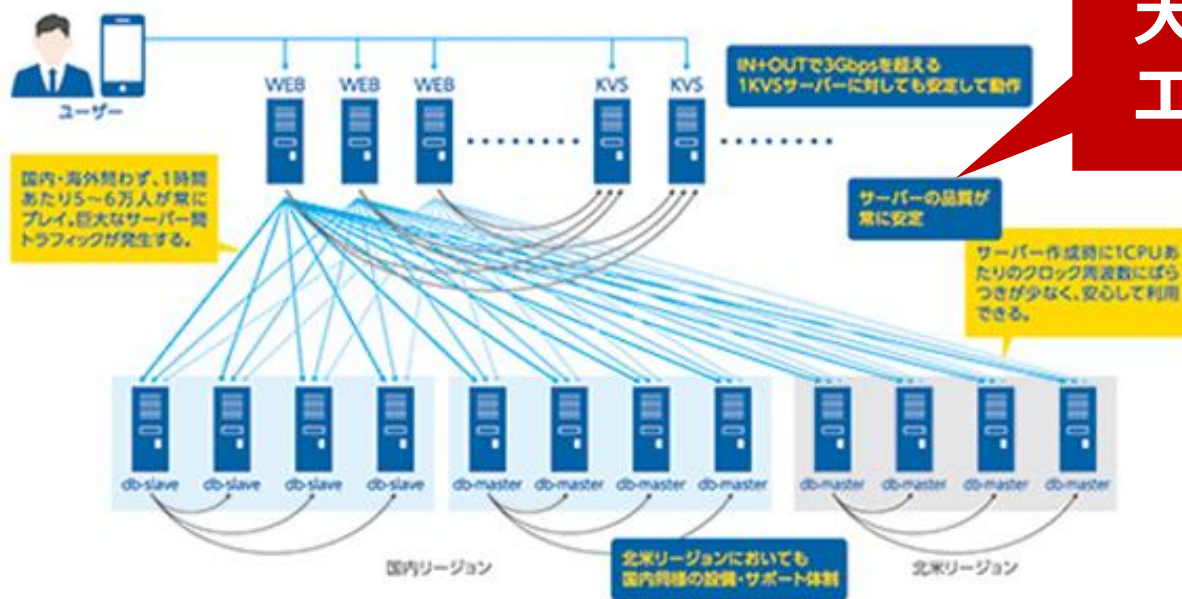 ユーザー
WEB
WEB
WEB
KVS
KVS
IN+OUTで3Gbpsを超える
1KVSサーバーに対しても安定して動作
エ
国内・海外問わず、1時間
あたり5〜6万人が常に
プレイ。巨大なサーバー間
トラフィックが発生する。
サーバーの品質が
常に安定
サーバー作成時に1CPUあ
たりのクロック周波数にばら
つきが少なく、安心して利用
できる。
db-slave
db-slave
db-slave
db-slave
db-master
db-master
db-master
db-master
db-master
db-master
db-master
db-master
国内リージョン
北米リージョンにおいても
国内同様の設備・サポート体制
北米リージョン